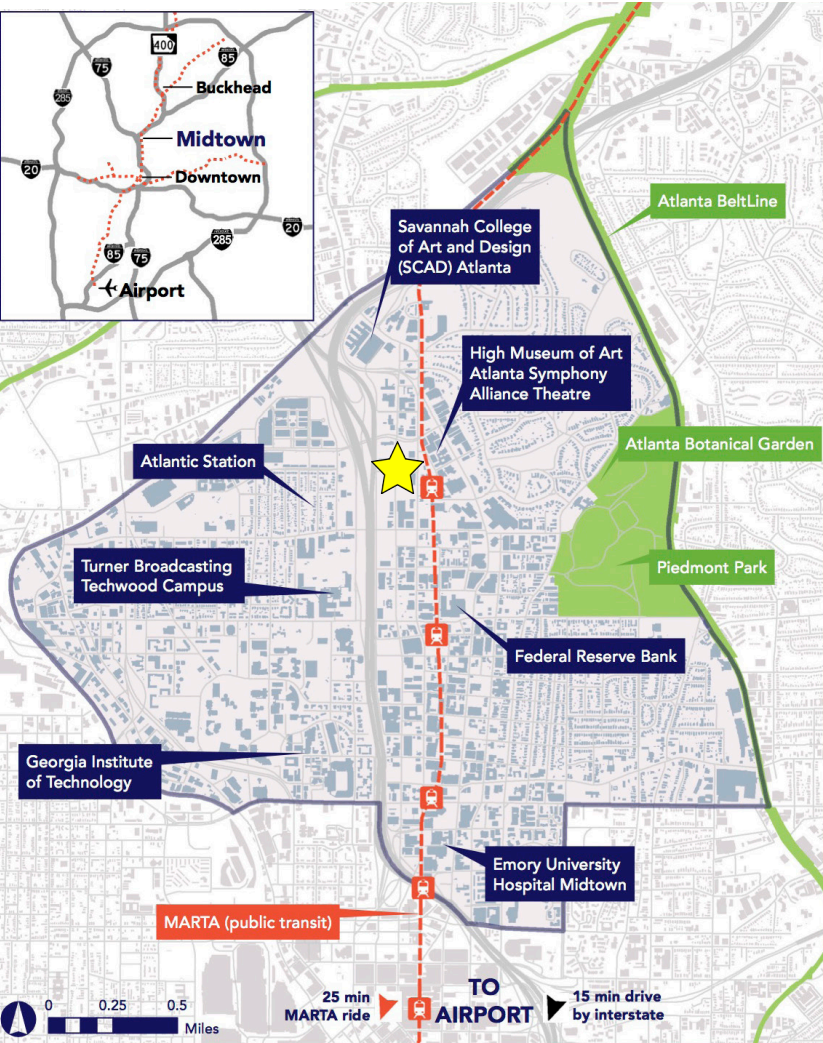 400
85
75
Buckhead
285
Midtown
20
Downtown
20
285
85
75
Airport
Atlanta BeltLine
Savannah College
of Art and Design
(SCAD) Atlanta
High Museum of Art
Atlanta Symphony
Alliance Theatre
Atlanta Botanical Garden
Atlantic Station
Turner Broadcasting
Techwood Campus
Piedmont Park
Federal Reserve Bank
Georgia Institute
of Technology
Emory University
Hospital Midtown
MARTA (public transit)
0
0.25
0.5
Miles
25 min
MARTA ride
TO
AIRPORT
15 min drive
by interstate